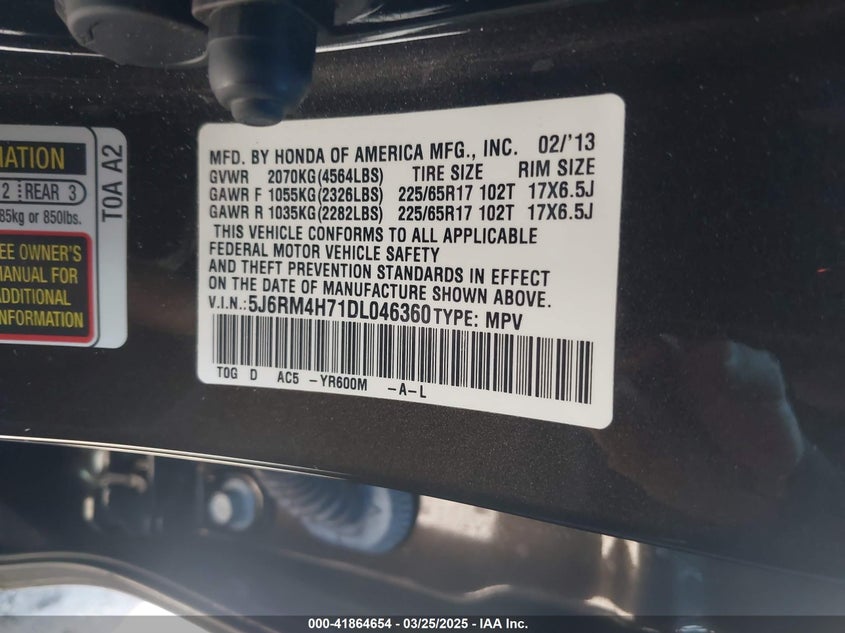 MATION
2 REAR 3
85kg or 850lbs.
EE OWNER'S
MANUAL FOR
ADDITIONAL
INFORMATION
T0A A2
MFD. BY HONDA OF AMERICA MFG., INC. 02/'13
GVWR 2070KG(4564LBS) TIRE SIZE RIM SIZE
GAWR F 1055KG(2326LBS) 225/65R17 102T 17X6.5J
GAWR R 1035KG(2282LBS) 225/65R17 102T 17X6.5J
THIS VEHICLE CONFORMS TO ALL APPLICABLE
FEDERAL MOTOR VEHICLE SAFETY
AND THEFT PREVENTION STANDARDS IN EFFECT
ON THE DATE OF MANUFACTURE SHOWN ABOVE.
V.I.N.:5J6RM4H71DL046360 TYPE: MPV
T0G D AC5 -YR600M -A-L
000-41864654 - 03/25/2025 - IAA Inc.